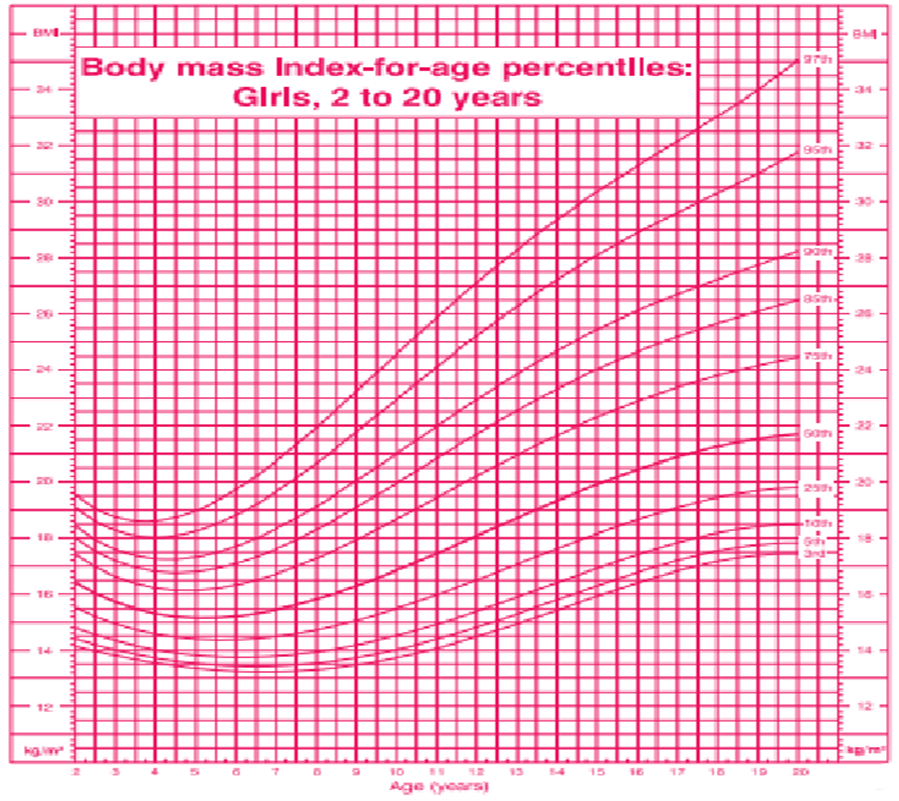 BMI BMI
Body mass Index-for-age percentiles:
Girls, 2 to 20 years
97th
34 34
95th
32 32
30 30
90th
28 28
85th
26 26
75th
24 24
50th
22 22
25th
20 20
10th
18 5th 18
3rd
16 16
14 14
12 12
kg/m² kg/m²
2 3 4 5 6 7 8 9 10 11 12 13 14 15 16 17 18 19 20
Age (years)